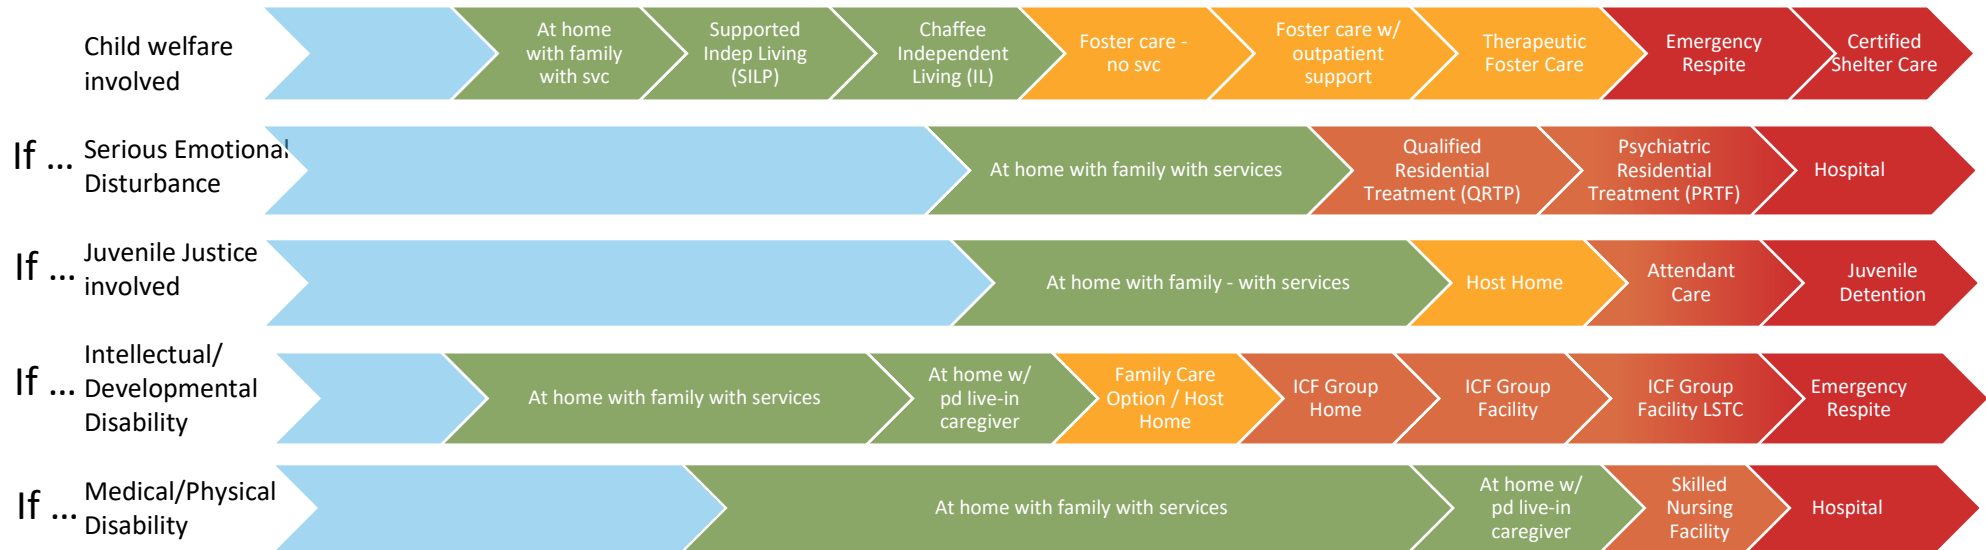 Child welfare
involved
At home
with family
with svc
Supported
Indep Living
(SILP)
Chaffee
Independent
Living (IL)
Foster care -
no svc
Foster care w/
outpatient
support
Therapeutic
Foster Care
Emergency
Respite
Certified
Shelter Care
If ...
Serious Emotional
Disturbance
At home with family with services
Qualified
Residential
Treatment (QRTP)
Psychiatric
Residential
Treatment (PRTF)
Hospital
If ...
Juvenile Justice
involved
At home with family - with services
Host Home
Attendant
Care
Juvenile
Detention
If ...
Intellectual/
Developmental
Disability
At home with family with services
At home w/
pd live-in
caregiver
Family Care
Option / Host
Home
ICF Group
Home
ICF Group
Facility
ICF Group
Facility LSTC
Emergency
Respite
If ...
Medical/Physical
Disability
At home with family with services
At home w/
pd live-in
caregiver
Skilled
Nursing
Facility
Hospital